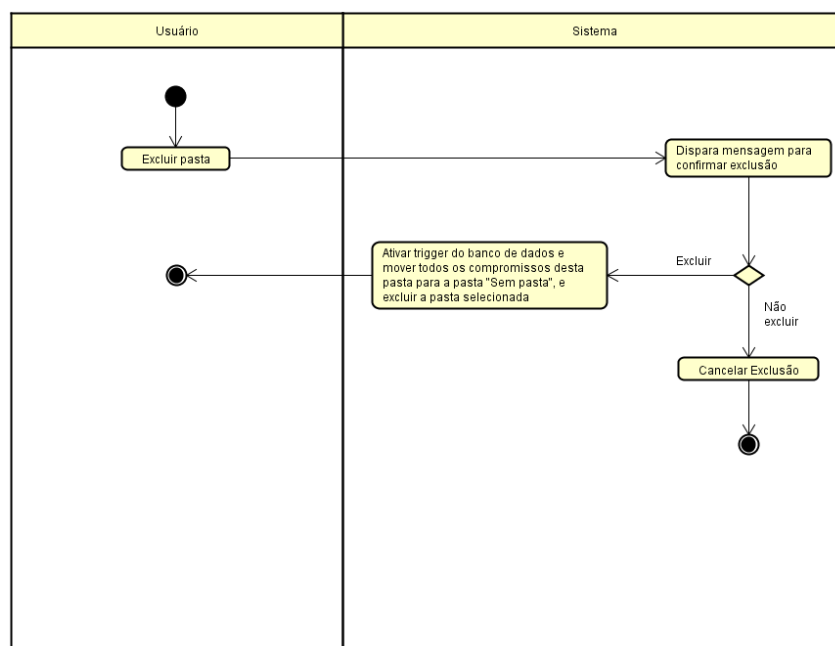 Usuário
Sistema
Excluir pasta
Dispara mensagem para
confirmar exclusão
Ativar trigger do banco de dados e
mover todos os compromissos desta
pasta para a pasta "Sem pasta", e
excluir a pasta selecionada
Excluir
Não
excluir
Cancelar Exclusão